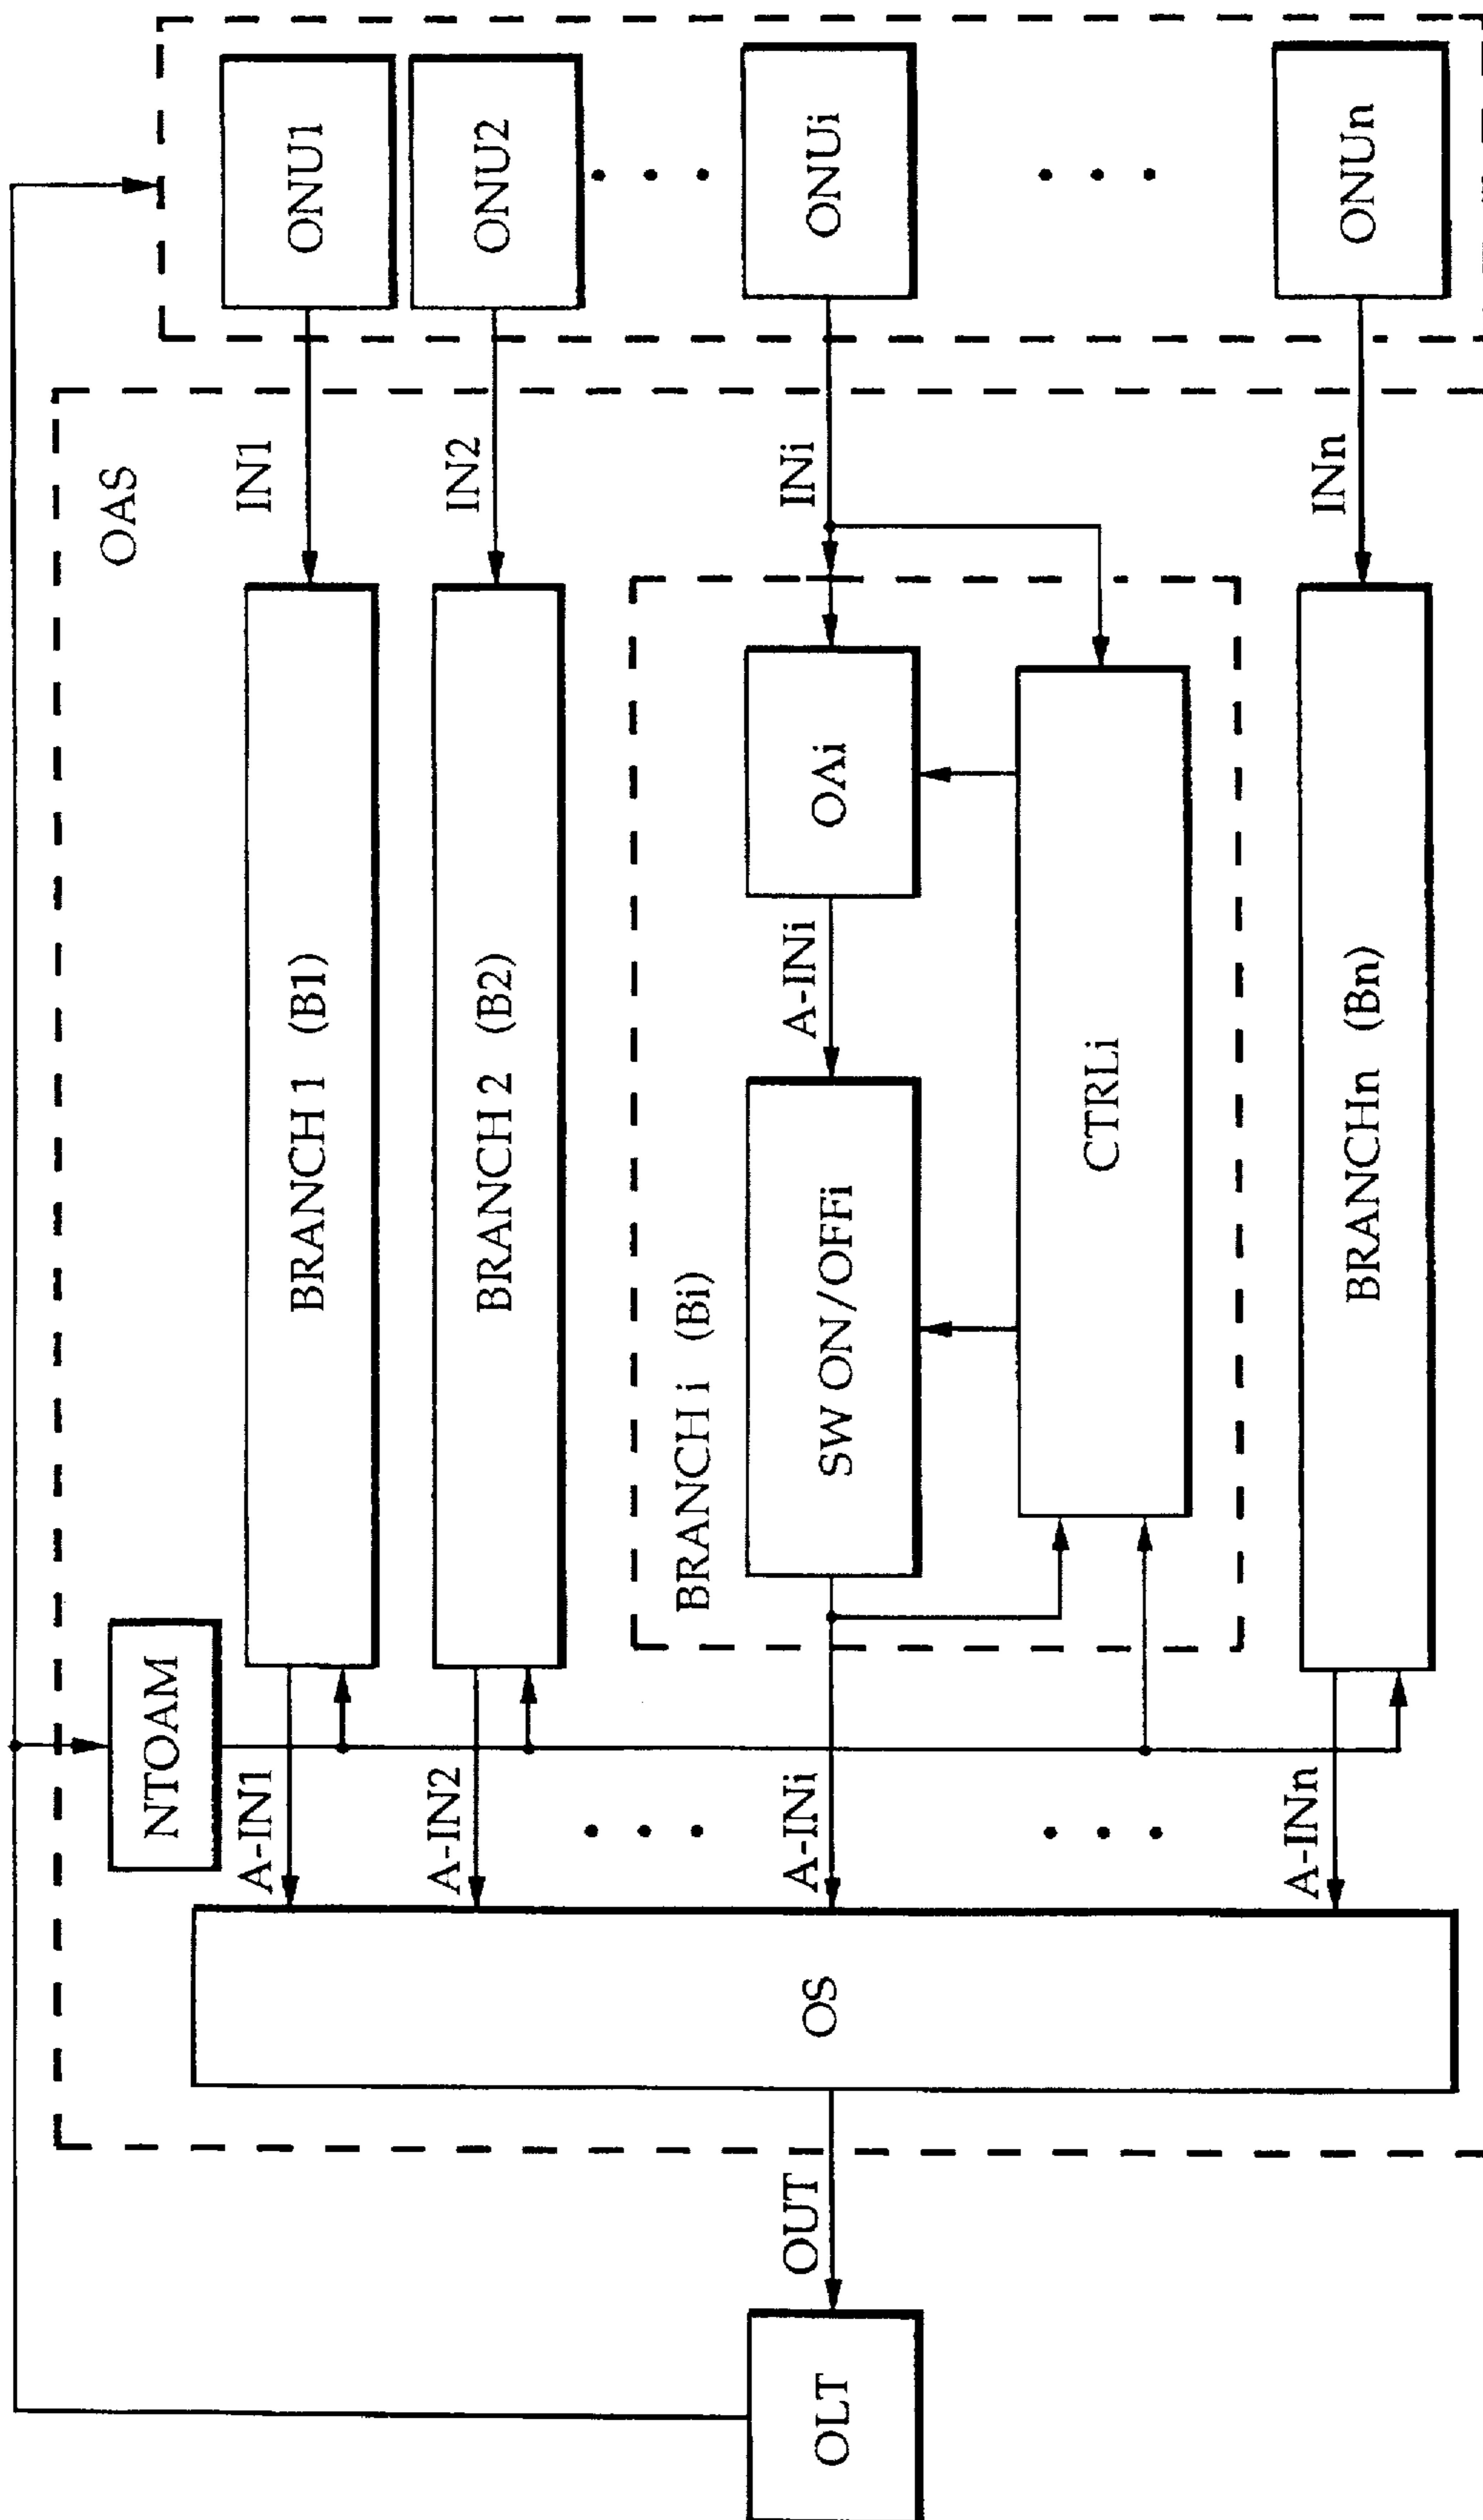 OAS
NTOAM
OLT
OUT
OS
A-IN1
BRANCH 1 (B1)
IN1
ONU1
A-IN2
BRANCH 2 (B2)
IN2
ONU2
BRANCH i (Bi)
A-INi
SW ON/OFFi
A-INi
OAi
INi
ONUi
CTRLi
A-INn
BRANCHn (Bn)
INn
ONUn